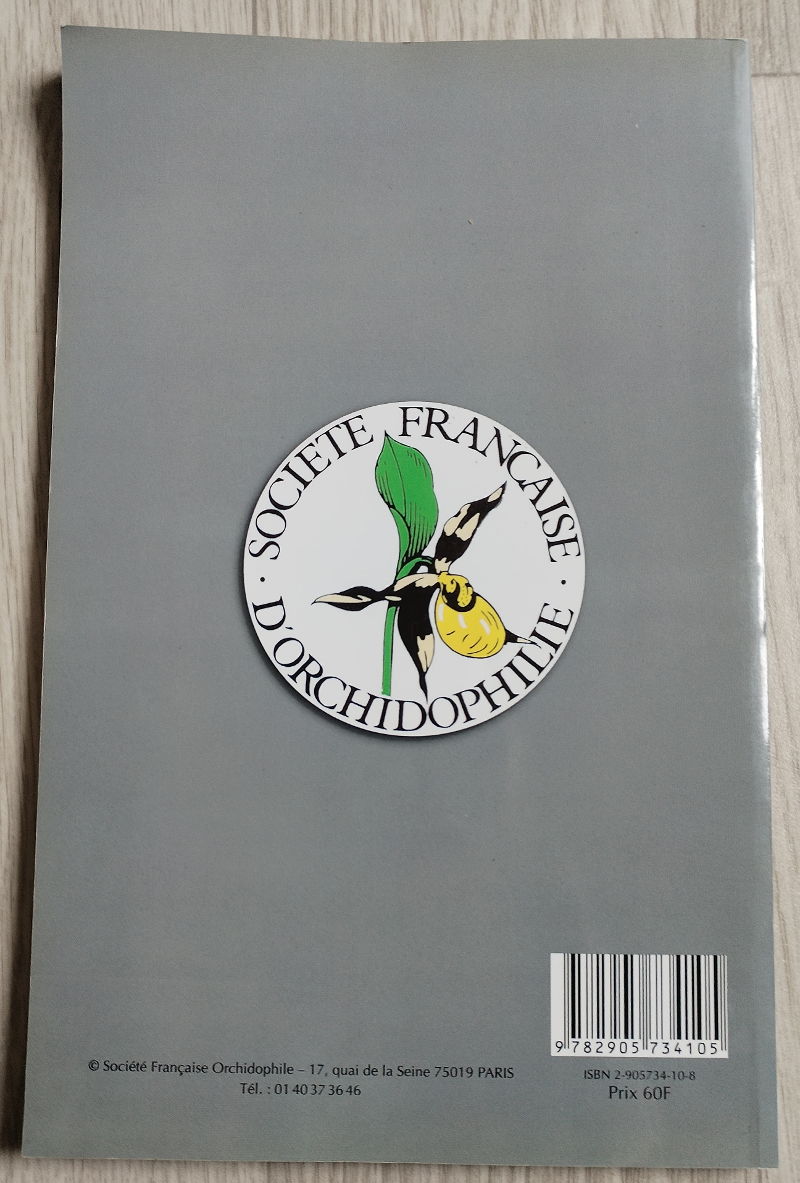 SOCIETE FRANÇAISE
· D'ORCHIDOPHILIE ·
9 782905 734105
© Société Française Orchidophile – 17, quai de la Seine 75019 PARIS
Tél. : 01 40 37 36 46
ISBN 2-905734-10-8
Prix 60F